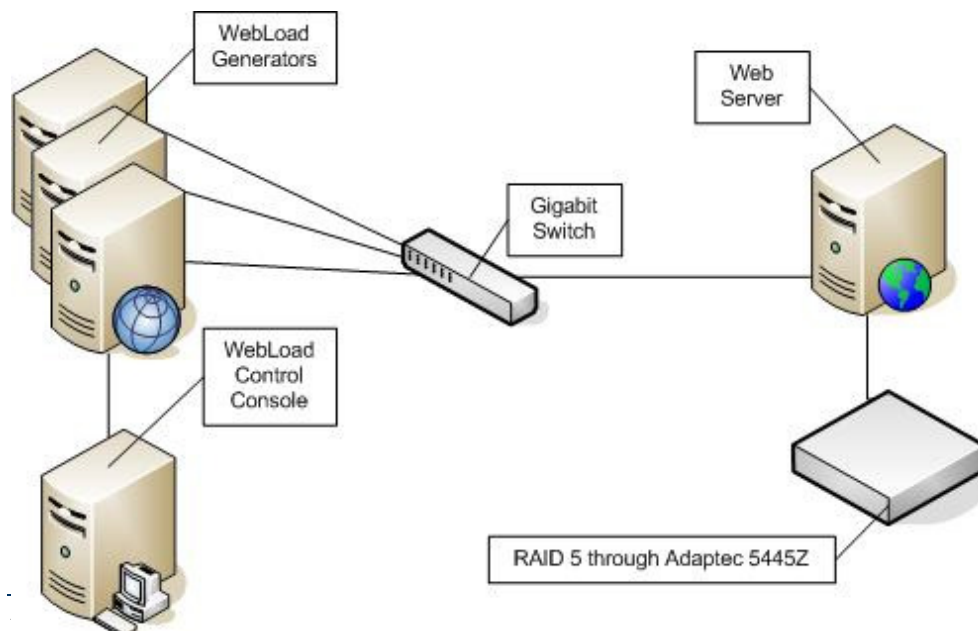 WebLoad
Generators
Web
Server
Gigabit
Switch
WebLoad
Control
Console
RAID 5 through Adaptec 5445Z